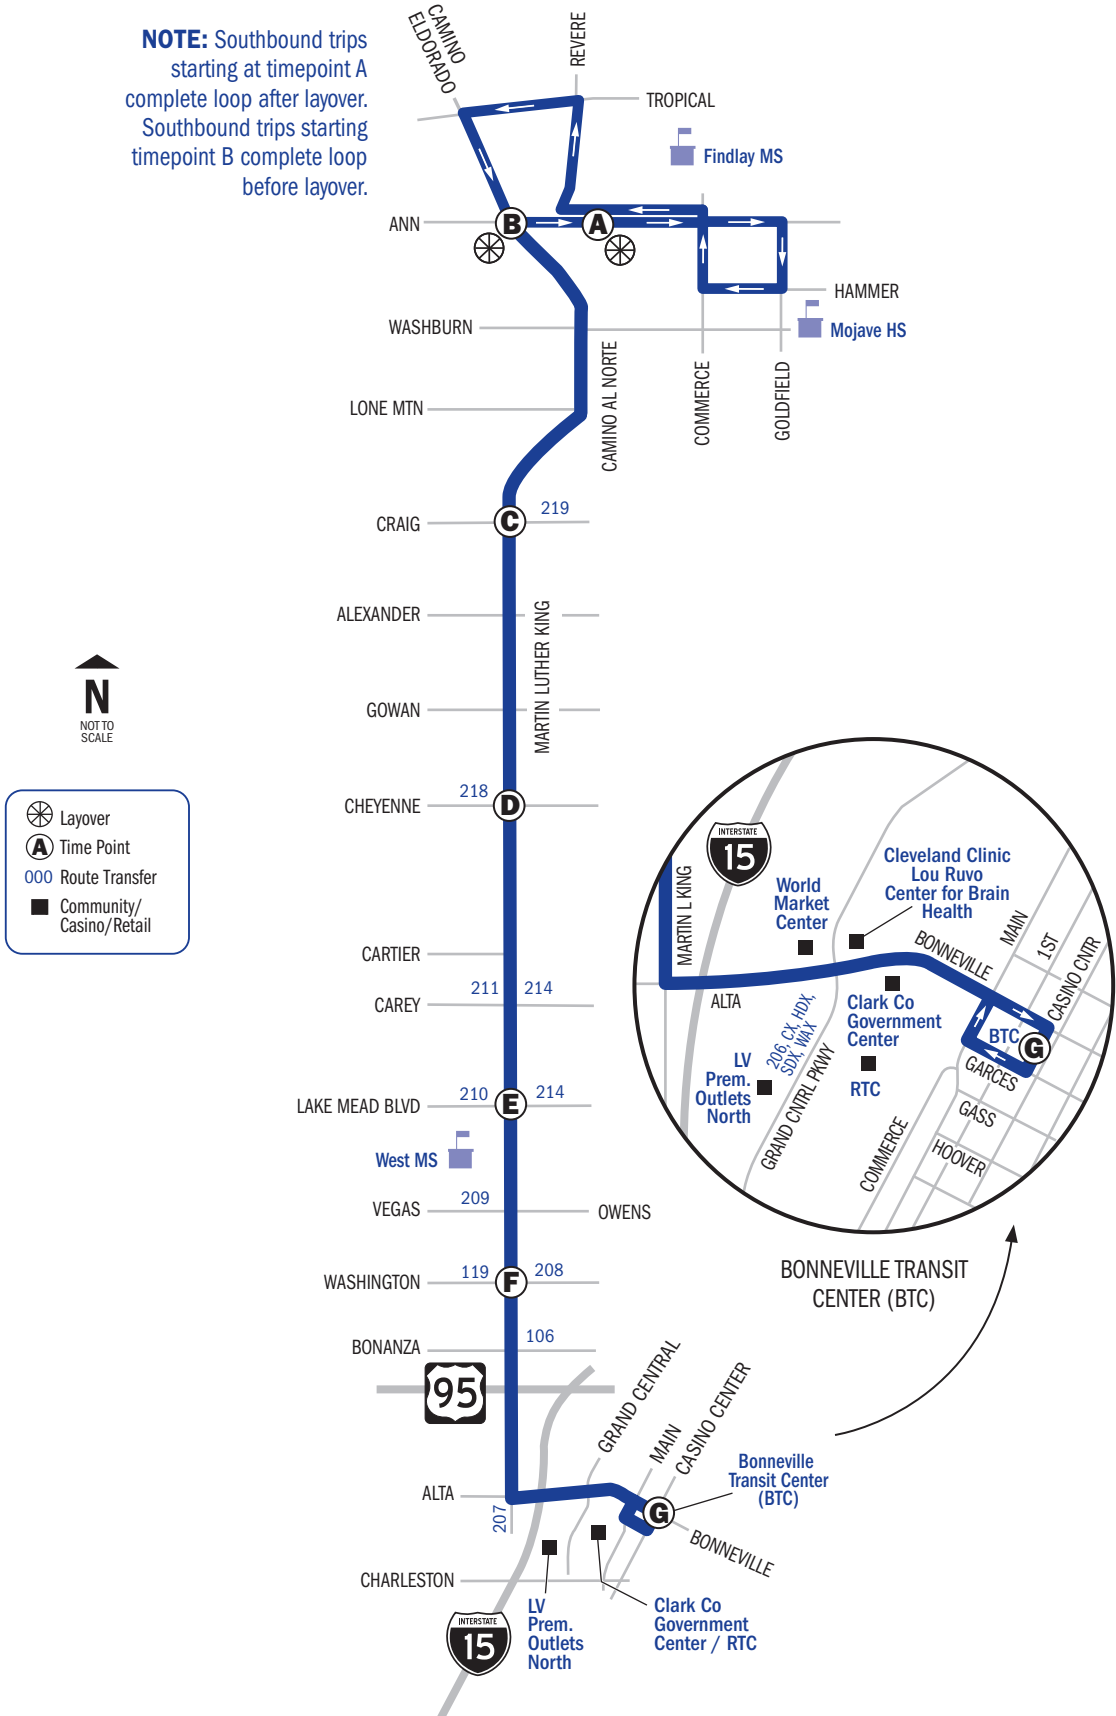 NOTE: Southbound trips
starting at timepoint A
complete loop after layover.
Southbound trips starting
timepoint B complete loop
before layover.
CAMINO
ELDORADO
REVERE
TROPICAL
Findlay MS
ANN
B
A
HAMMER
Mojave HS
WASHBURN
CAMINO AL NORTE
COMMERCE
GOLDFIELD
LONE MTN
219
CRAIG
C
ALEXANDER
MARTIN LUTHER KING
N
NOT TO
SCALE
GOWAN
218
CHEYENNE
D
Layover
A
Time Point
000
Route Transfer
Community/
Casino/Retail
CARTIER
211
214
CAREY
210
214
LAKE MEAD BLVD
E
West MS
209
VEGAS
OWENS
119
208
WASHINGTON
F
106
BONANZA
95
GRAND CENTRAL
MAIN
CASINO CENTER
Bonneville
Transit Center
(BTC)
ALTA
207
G
BONNEVILLE
CHARLESTON
LV
Prem.
Outlets
North
Clark Co
Government
Center / RTC
INTERSTATE
15
INTERSTATE
15
MARTIN L KING
World
Market
Center
Cleveland Clinic
Lou Ruvo
Center for Brain
Health
BONNEVILLE
MAIN
1ST
CASINO CNTR
ALTA
206, CX, HDX,
SDX, WAX
Clark Co
Government
Center
BTC
G
LV
Prem.
Outlets
North
RTC
GARCES
GRAND CNTRL PKWY
GASS
COMMERCE
HOOVER
BONNEVILLE TRANSIT
CENTER (BTC)